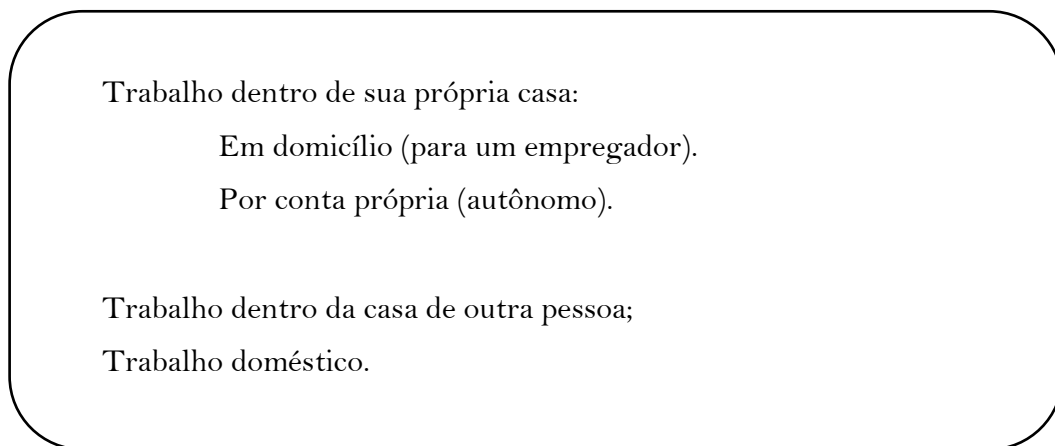 Trabalho dentro de sua própria casa:
Em domicílio (para um empregador).
Por conta própria (autônomo).
Trabalho dentro da casa de outra pessoa;
Trabalho doméstico.